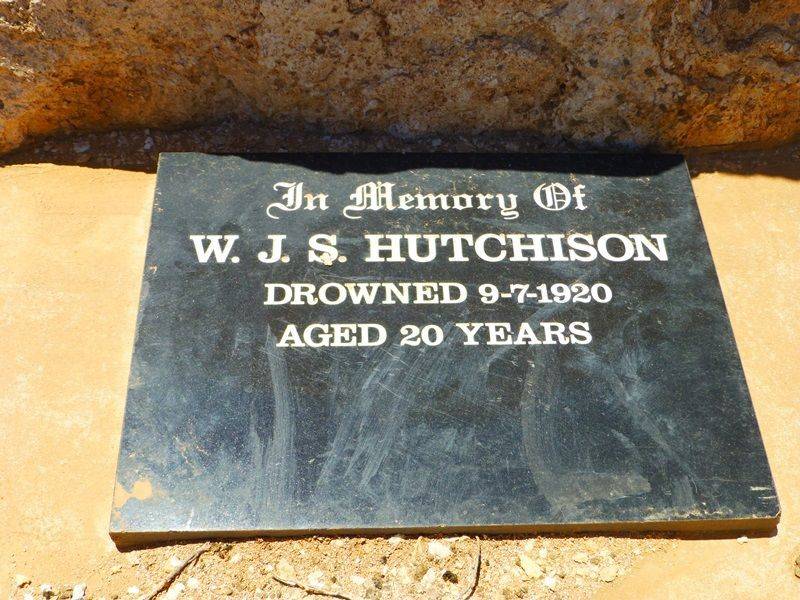 In Memory Of
W. J. S. HUTCHISON
DROWNED 9-7-1920
AGED 20 YEARS